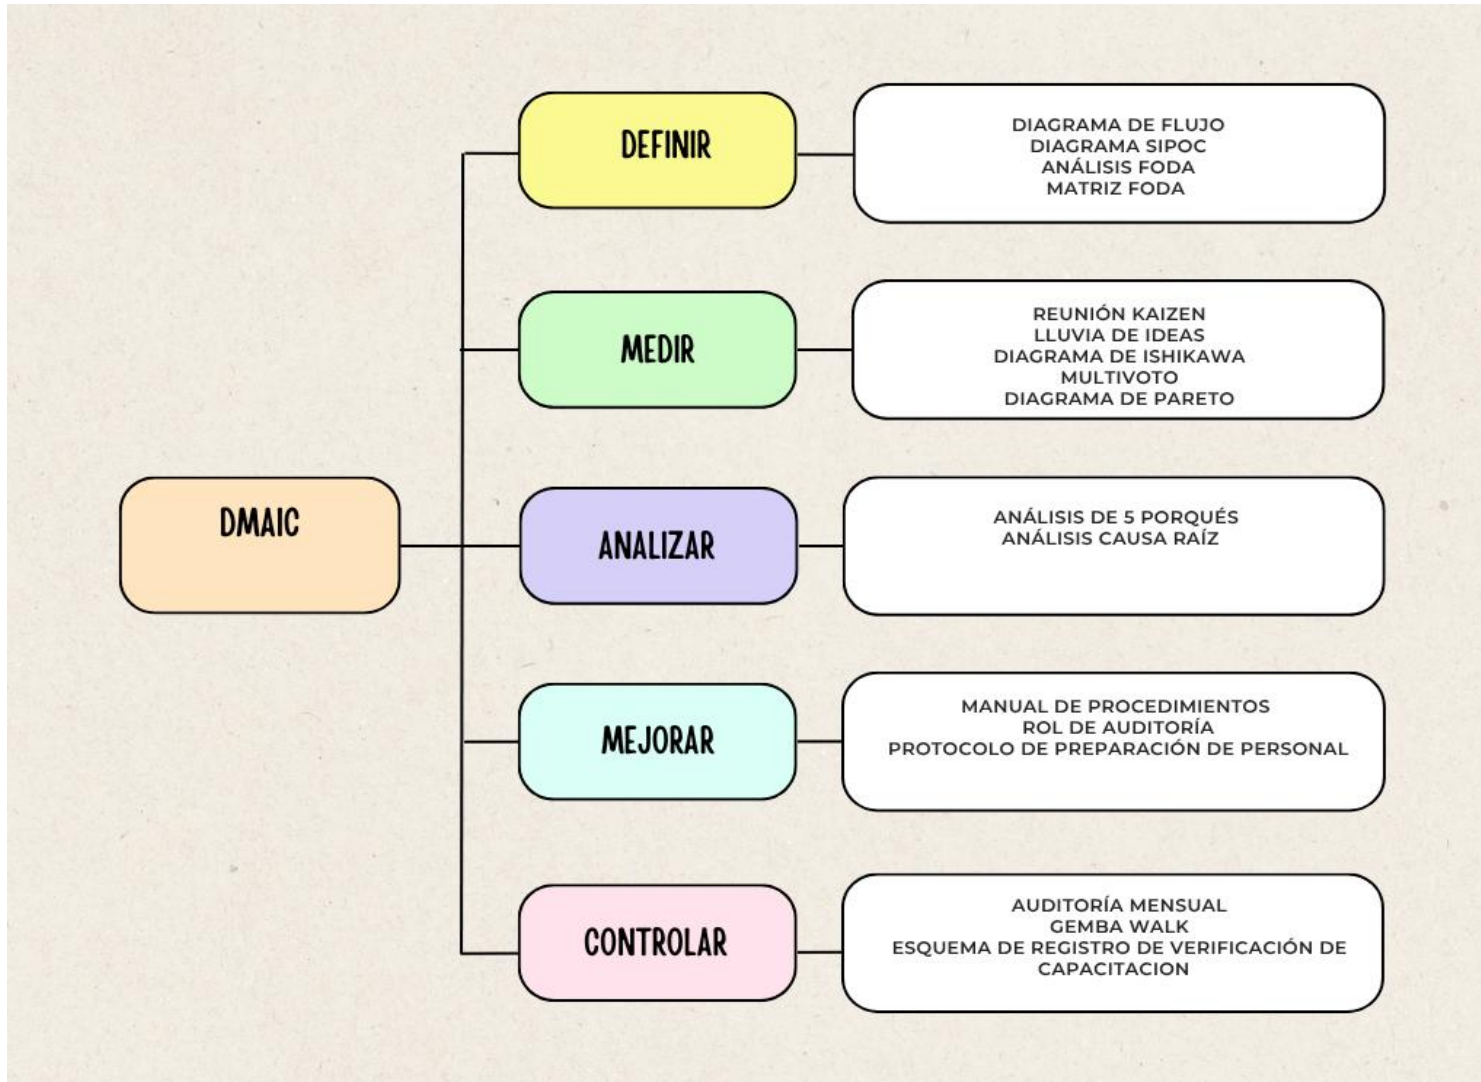 DEFINIR
DIAGRAMA DE FLUJO
DIAGRAMA SIPOC
ANÁLISIS FODA
MATRIZ FODA
MEDIR
REUNIÓN KAIZEN
LLUVIA DE IDEAS
DIAGRAMA DE ISHIKAWA
MULTIVOTO
DIAGRAMA DE PARETO
DMAIC
ANALIZAR
ANÁLISIS DE 5 PORQUÉS
ANÁLISIS CAUSA RAÍZ
MEJORAR
MANUAL DE PROCEDIMIENTOS
ROL DE AUDITORÍA
PROTOCOLO DE PREPARACIÓN DE PERSONAL
CONTROLAR
AUDITORÍA MENSUAL
GEMBA WALK
ESQUEMA DE REGISTRO DE VERIFICACIÓN DE
CAPACITACION